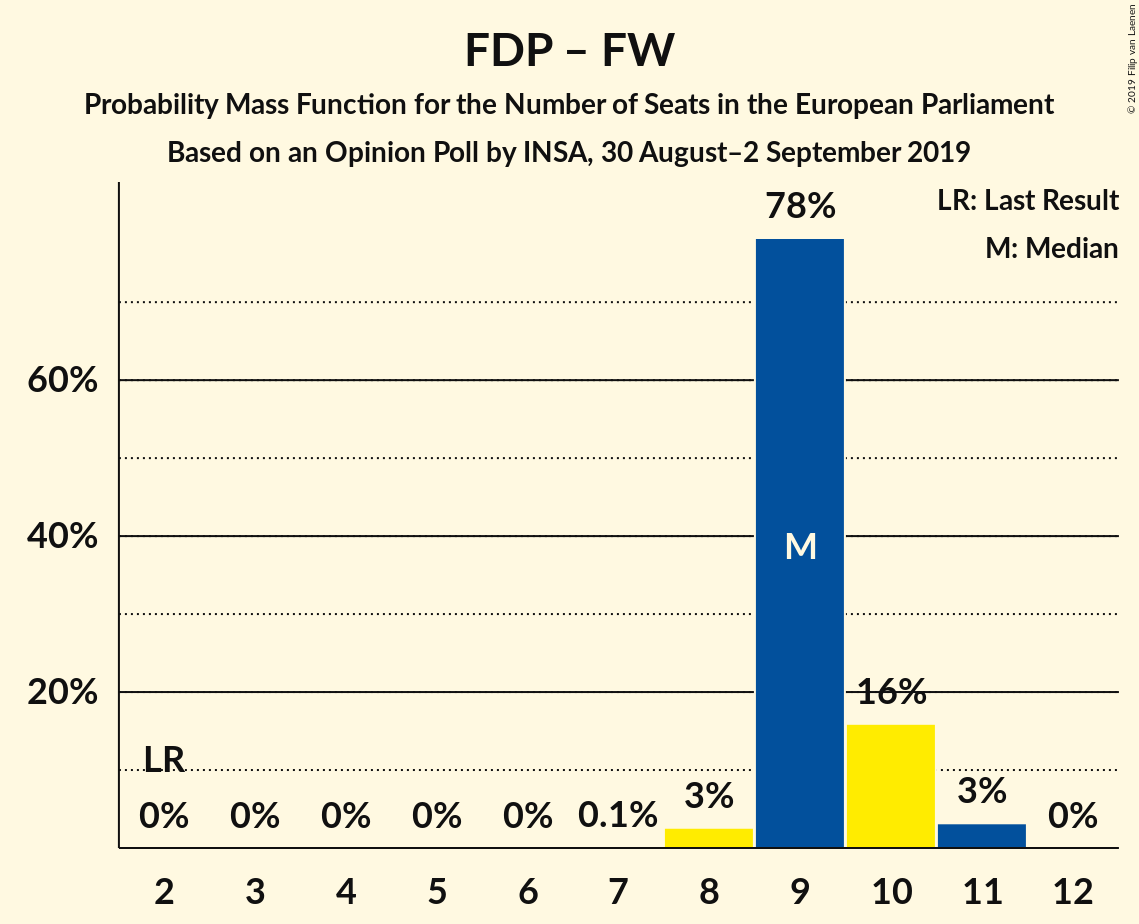 FDP – FW
Probability Mass Function for the Number of Seats in the European Parliament
Based on an Opinion Poll by INSA, 30 August–2 September 2019
© 2019 Filip van Laenen
LR: Last Result
M: Median
78%
60%
40%
20%
M
16%
LR
0% 0% 0% 0% 0% 0.1% 3% 3% 0%
2 3 4 5 6 7 8 9 10 11 12